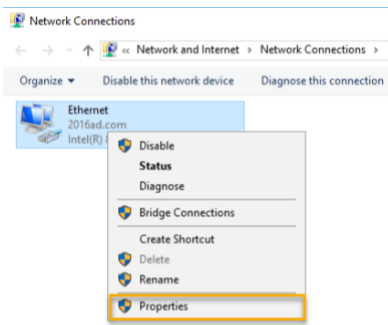 Network Connections
« Network and Internet > Network Connections >
Organize Disable this network device Diagnose this connection
Ethernet
2016ad.com
Intel(R)
Disable
Status
Diagnose
Bridge Connections
Create Shortcut
Delete
Rename
Properties